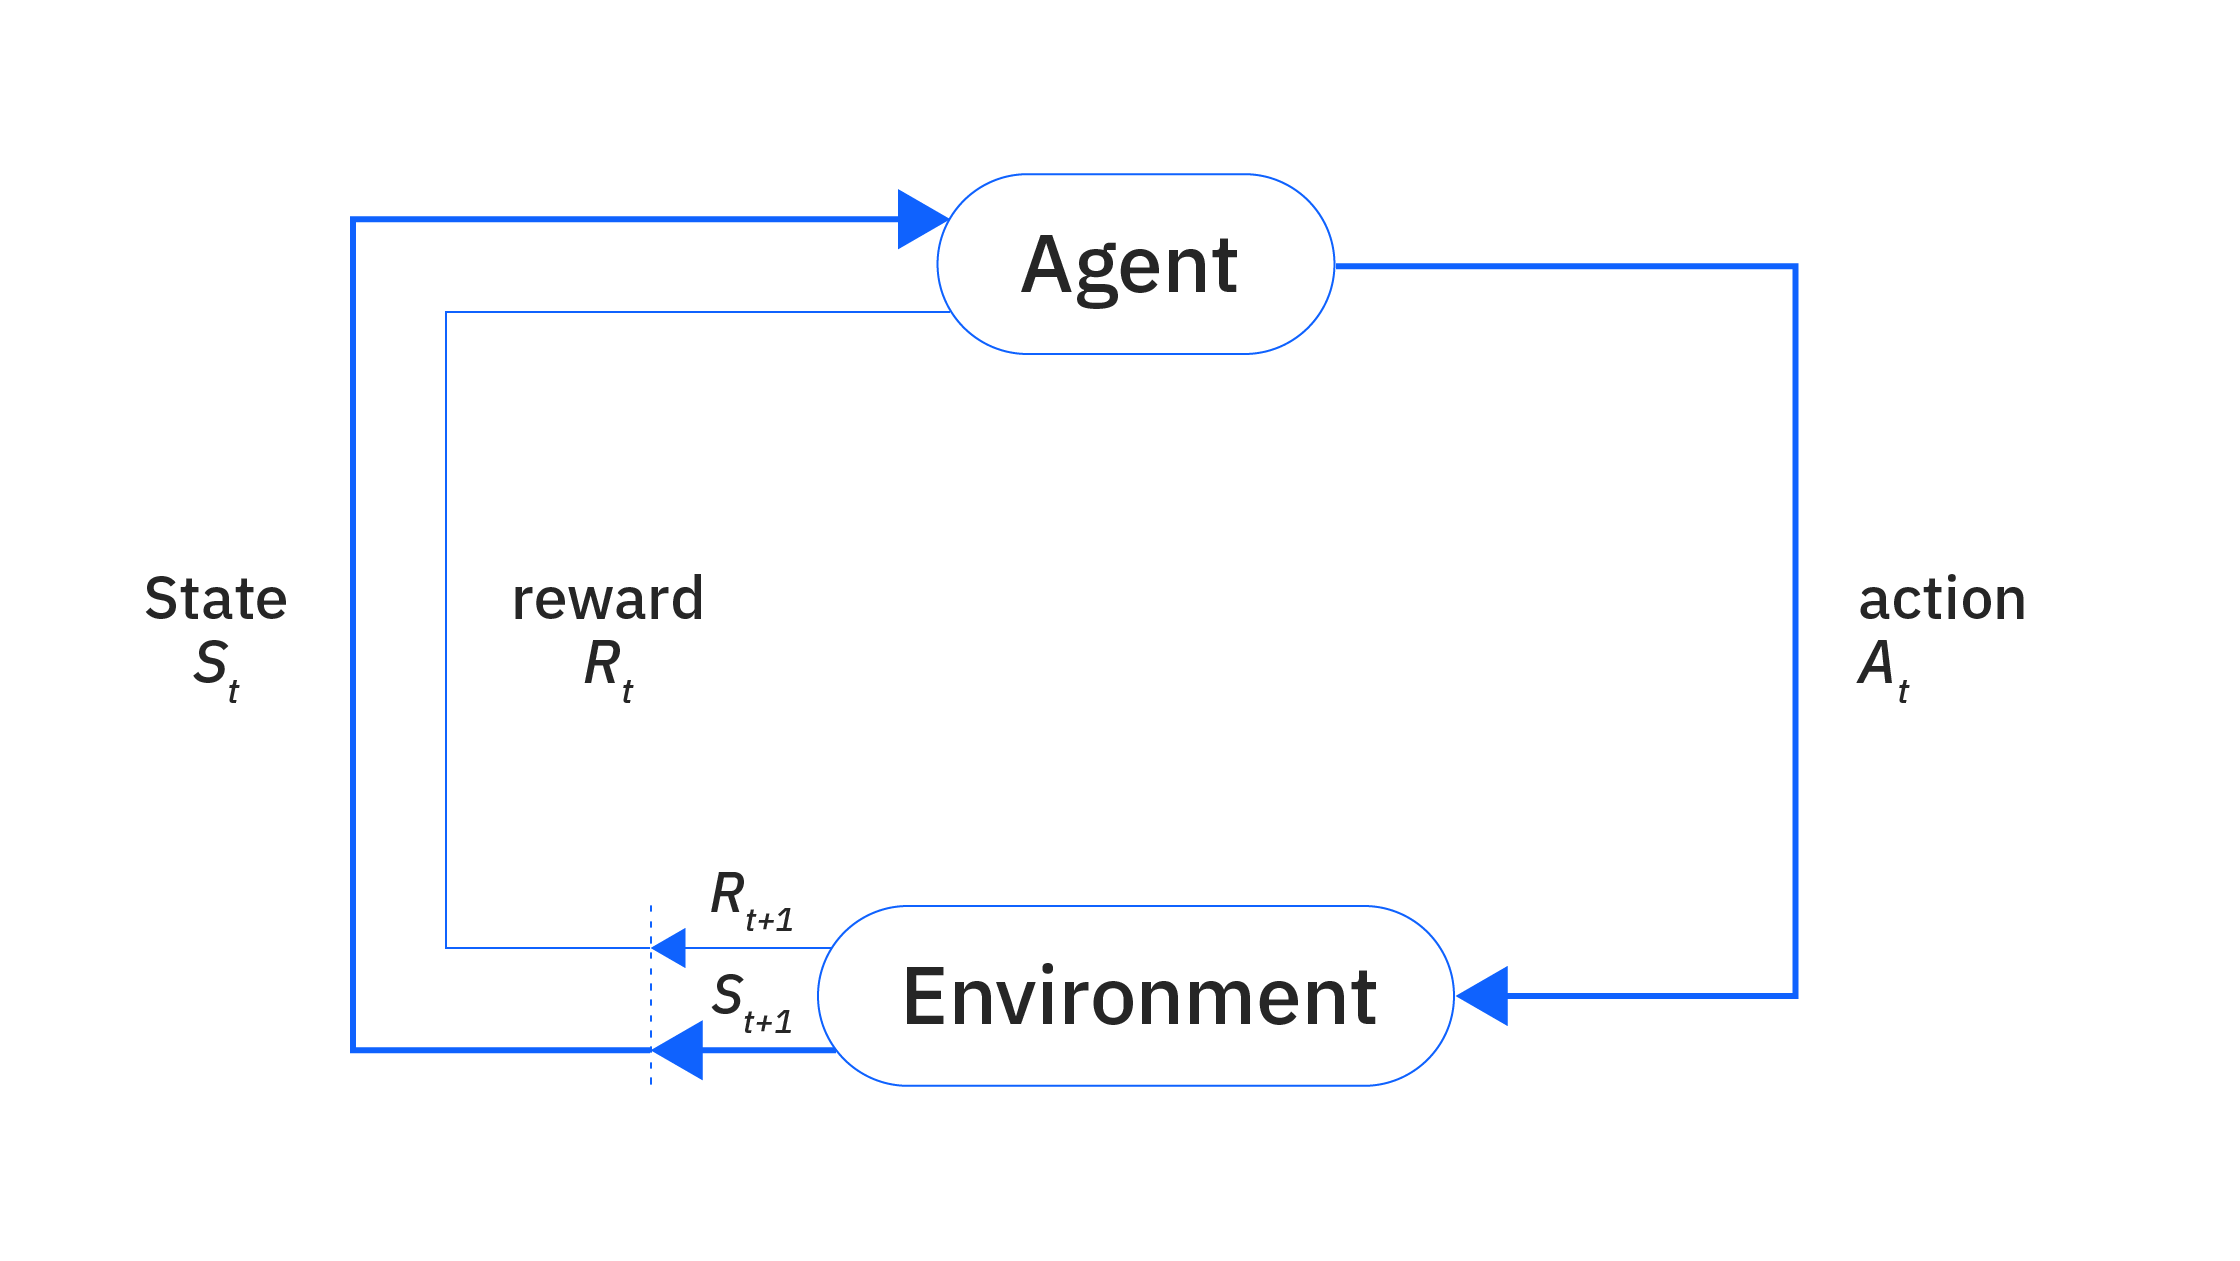 Agent
State
S_t
reward
R_t
action
A_t
R_t+1
S_t+1
Environment